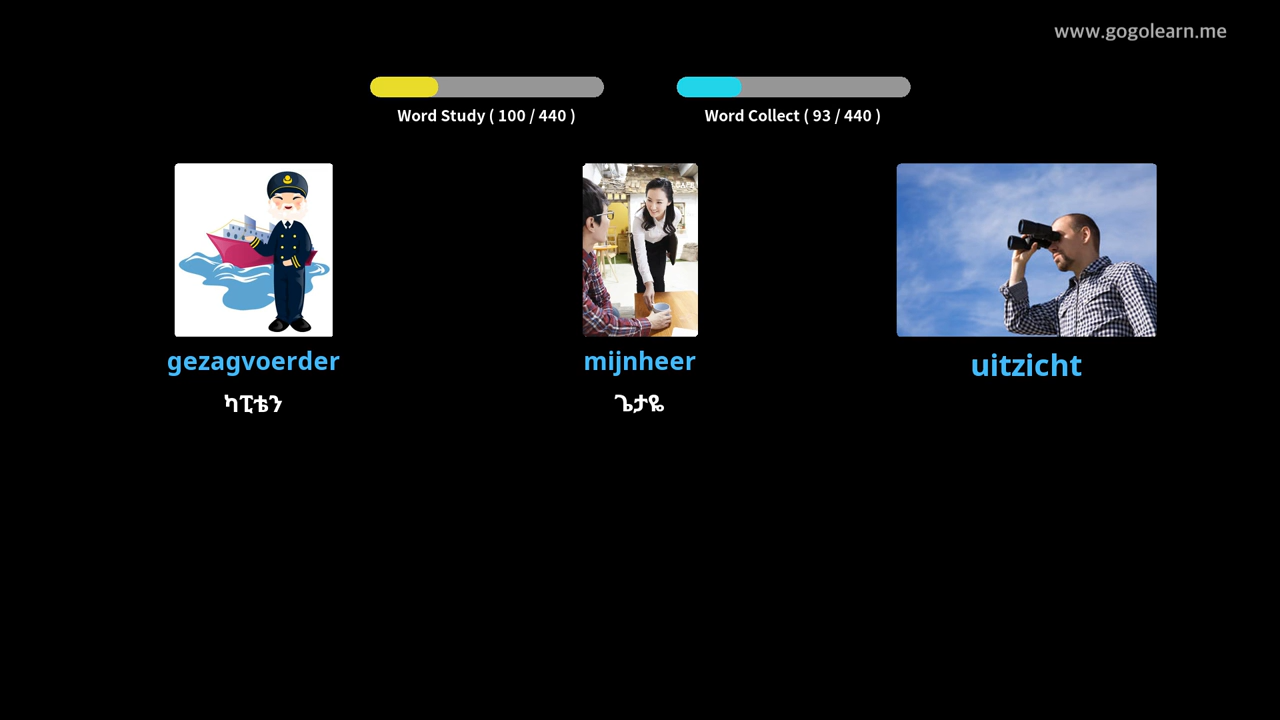 www.gogolearn.me
Word Study ( 100 / 440 )
Word Collect ( 93 / 440 )
gezagvoerder
mijnheer
uitzicht
ካፒቴን
ጌታዬ